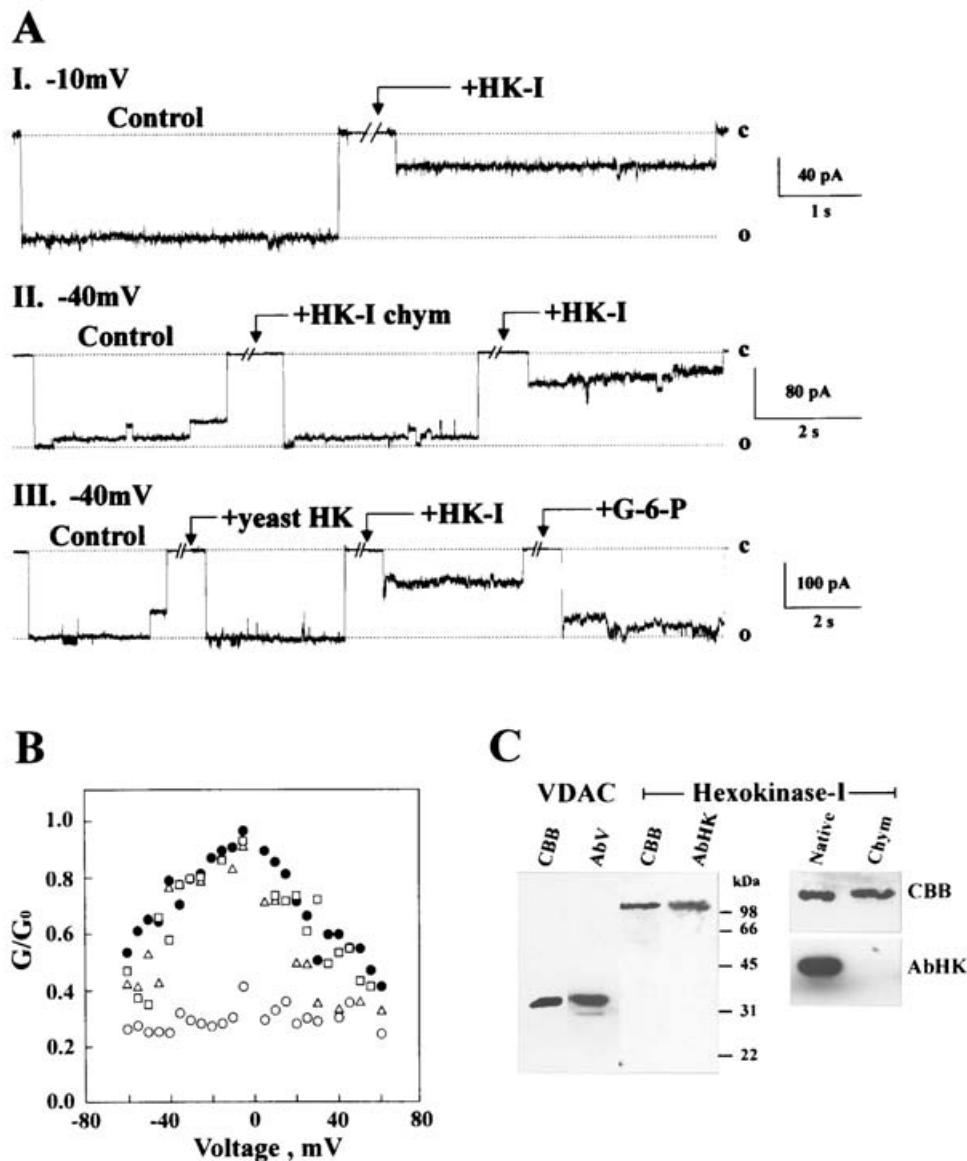 A
I. -10mV
+HK-I
Control
c
40 pA
1 s
o
II. -40mV
+HK-I chym
+HK-I
Control
c
80 pA
2 s
o
III. -40mV
+yeast HK
+HK-I
+G-6-P
Control
c
100 pA
2 s
o
B
G/G₀
1.0
0.8
0.6
0.4
0.2
0.0
-80 -40 0 40 80
Voltage , mV
C
VDAC
Hexokinase-I
CBB
AbV
CBB
AbHK
Native
Chym
kDa
98
66
45
31
22
CBB
AbHK